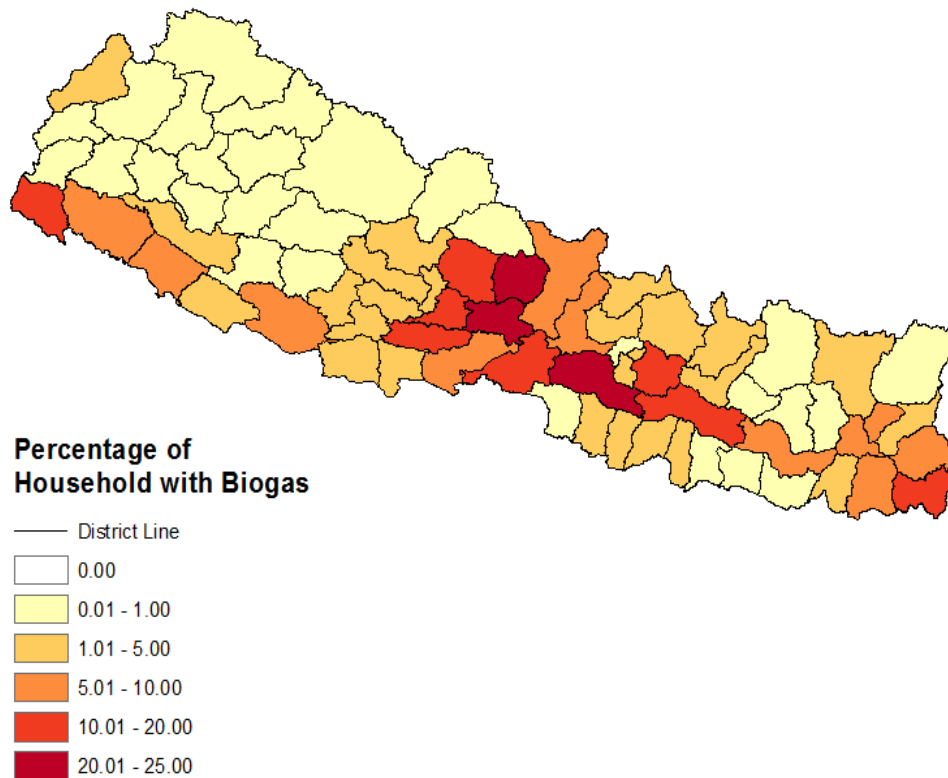 Percentage of
Household with Biogas
District Line
0.00
0.01 - 1.00
1.01 - 5.00
5.01 - 10.00
10.01 - 20.00
20.01 - 25.00